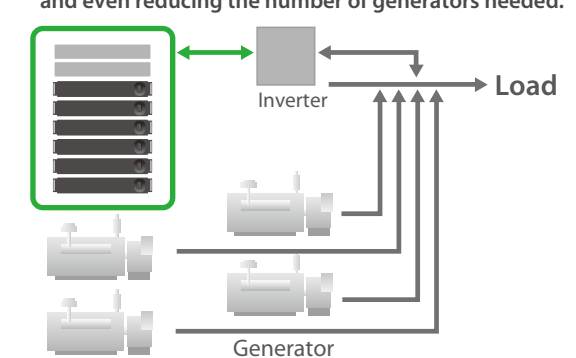 and even reducing the number of generators needed.
Inverter
Load
Generator